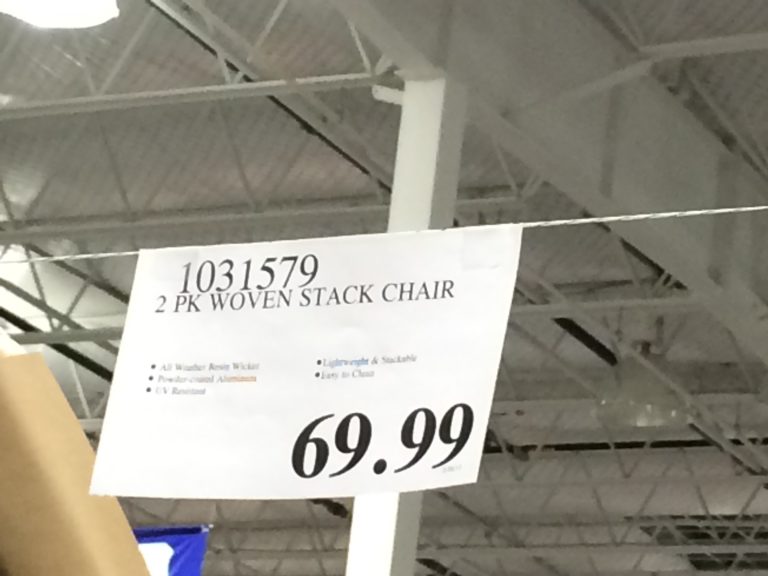 1031579
2 PK WOVEN STACK CHAIR
• All Weather Resin Wicker
• Powder-coated Aluminum
• UV Resistant
• Lightweight & Stackable
• Easy to Clean
69.99